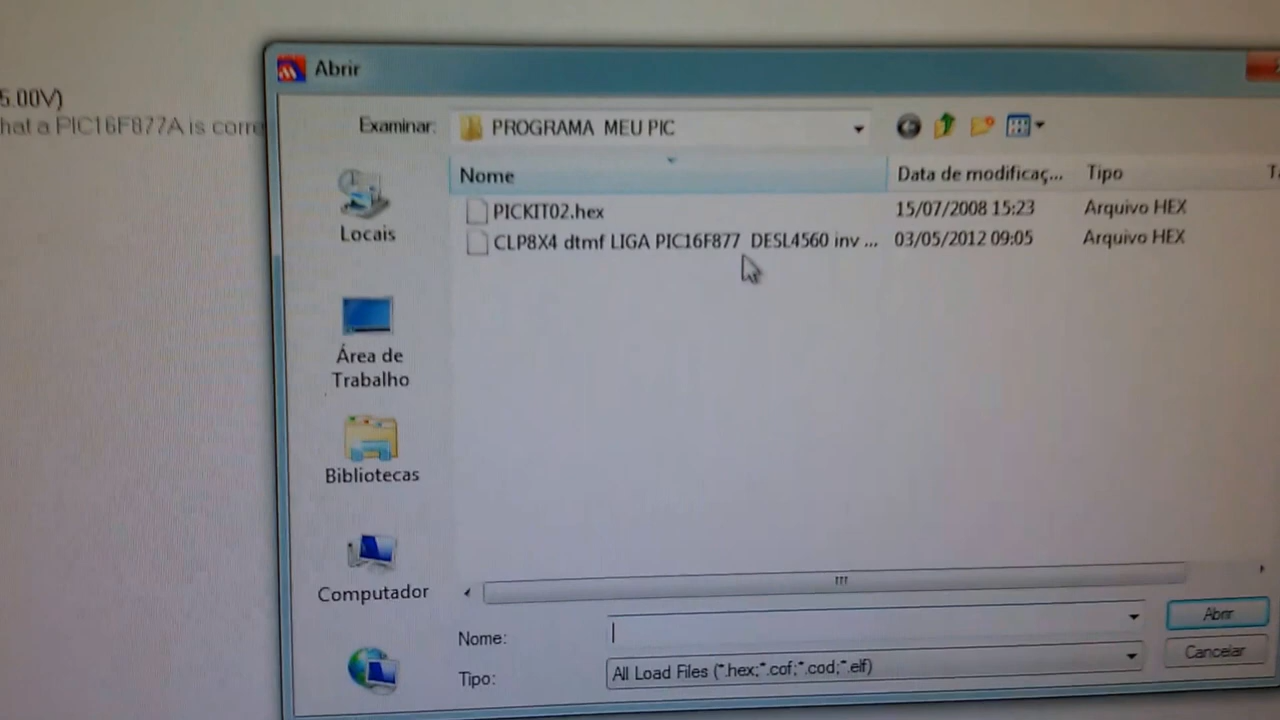 Abrir
5.00V)
hat a PIC16F877A is corre
Examinar: PROGRAMA MEU PIC
Nome Data de modificaç... Tipo
PICKIT02.hex 15/07/2008 15:23 Arquivo HEX
CLP8X4 dtmf LIGA PIC16F877 DESL4560 inv ... 03/05/2012 09:05 Arquivo HEX
Locais
Área de
Trabalho
Bibliotecas
Computador
Nome: Abrir
Tipo: All Load Files (*.hex;*.cof;*.cod;*.elf) Cancelar